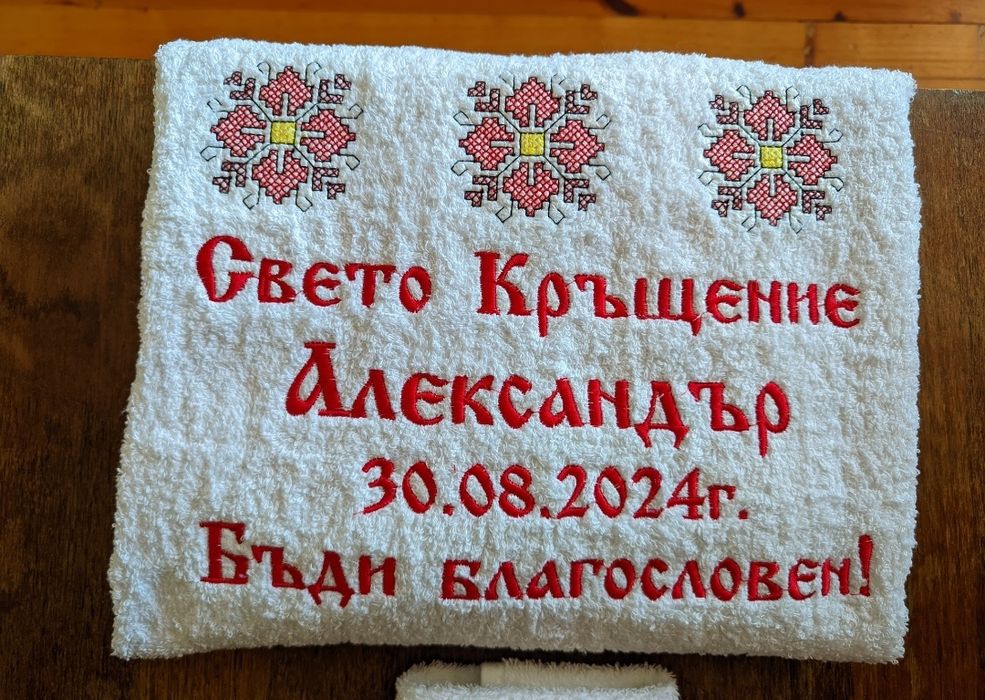 Свето Кръщение
Александър
30.08.2024г.
Бъди благословен!